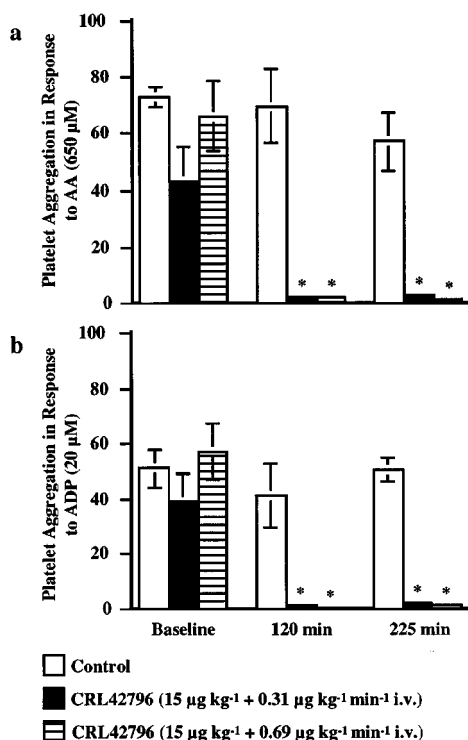 a
Platelet Aggregation in Response
to AA (650 µM)
100
80
60
40
20
0
* *
* *
b
Platelet Aggregation in Response
to ADP (20 µM)
100
80
60
40
20
0
* *
* *
Baseline 120 min 225 min
Control
CRL42796 (15 µg kg⁻¹ + 0.31 µg kg⁻¹ min⁻¹ i.v.)
CRL42796 (15 µg kg⁻¹ + 0.69 µg kg⁻¹ min⁻¹ i.v.)